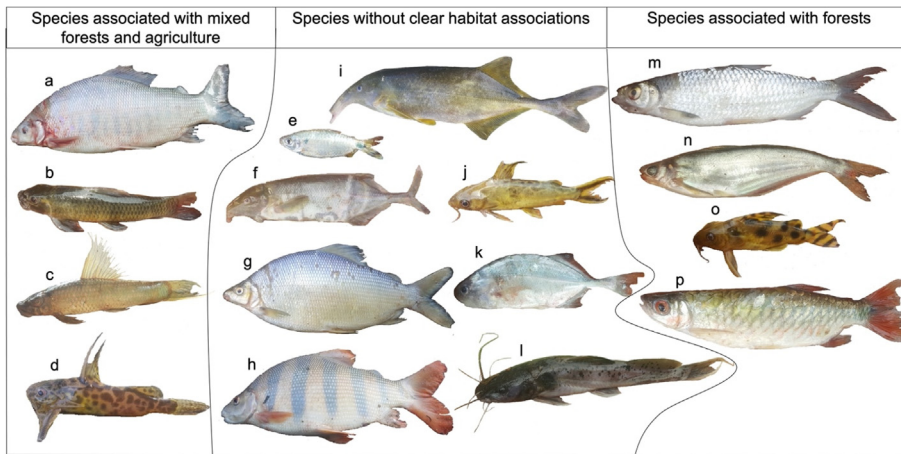 Species associated with mixed
forests and agriculture
Species without clear habitat associations
Species associated with forests
a
b
c
d
e
f
g
h
i
j
k
l
m
n
o
p